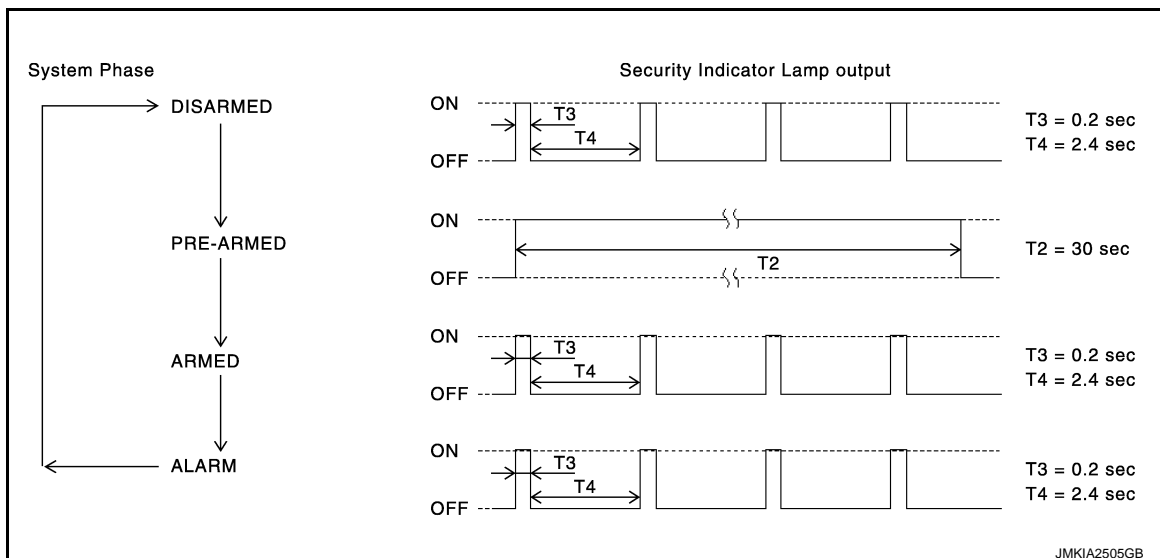 System Phase
Security Indicator Lamp output
DISARMED
ON
OFF
T3
T4
T3 = 0.2 sec
T4 = 2.4 sec
PRE-ARMED
ON
OFF
T2
T2 = 30 sec
ARMED
ON
OFF
T3
T4
T3 = 0.2 sec
T4 = 2.4 sec
ALARM
ON
OFF
T3
T4
T3 = 0.2 sec
T4 = 2.4 sec
JMKIA2505GB